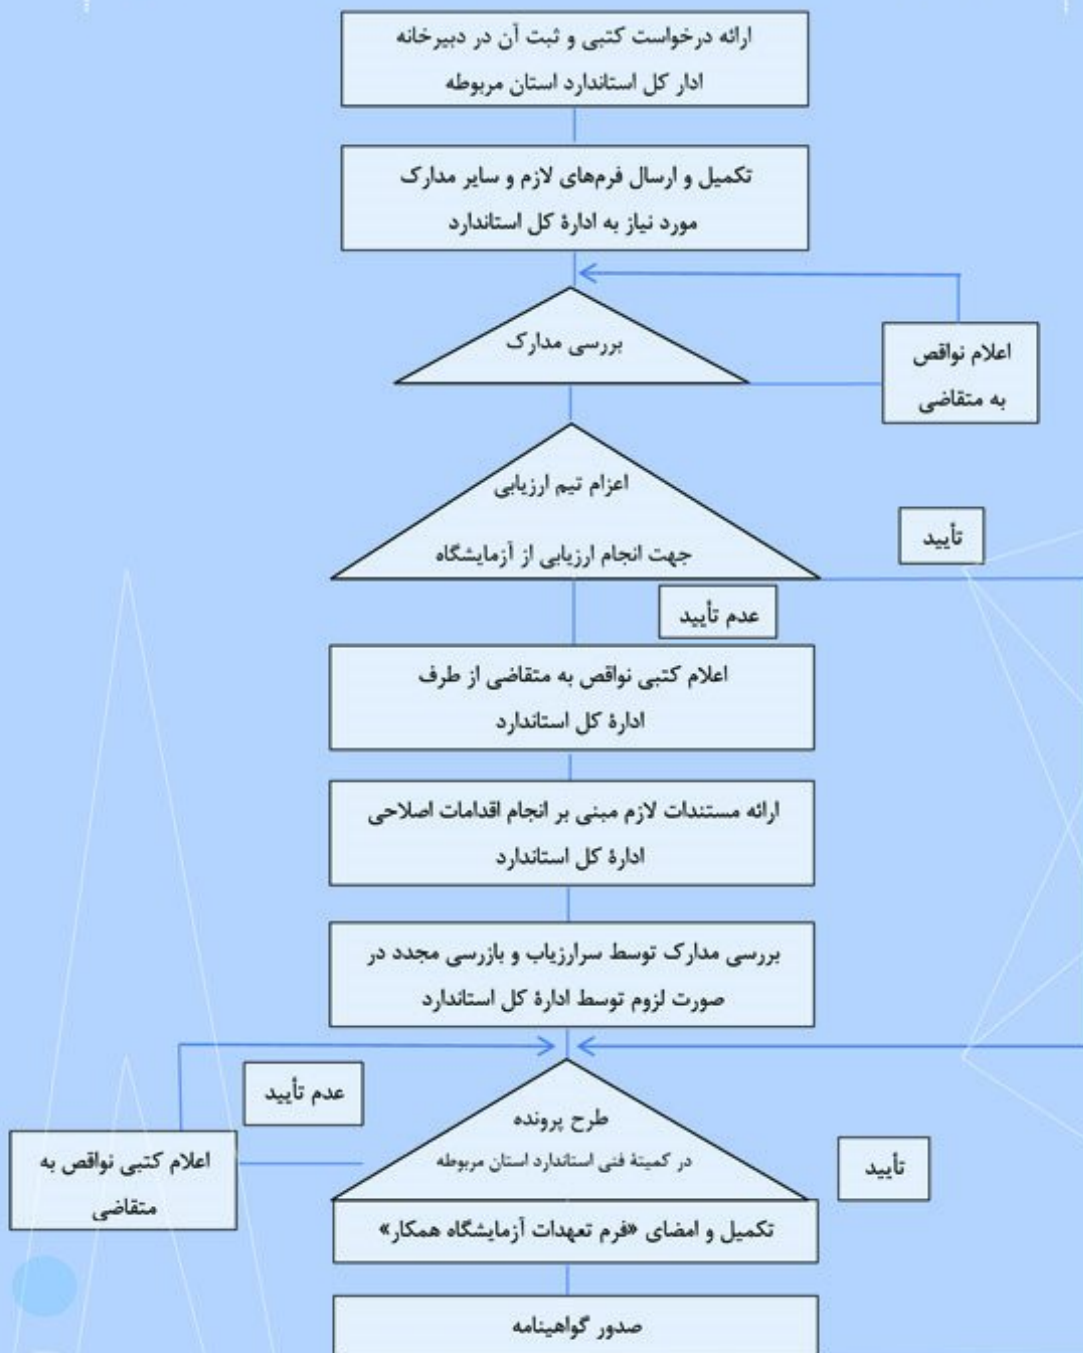 ارائه درخواست کتبی و ثبت آن در دبیرخانه
ادار کل استاندارد استان مربوطه
تکمیل و ارسال فرم‌های لازم و سایر مدارک
مورد نیاز به ادارۀ کل استاندارد
بررسی مدارک
اعلام نواقص
به متقاضی
اعزام تیم ارزیابی
جهت انجام ارزیابی از آزمایشگاه
تأیید
عدم تأیید
اعلام کتبی نواقص به متقاضی از طرف
ادارۀ کل استاندارد
ارائه مستندات لازم مبنی بر انجام اقدامات اصلاحی
ادارۀ کل استاندارد
بررسی مدارک توسط سرارزیاب و بازرسی مجدد در
صورت لزوم توسط ادارۀ کل استاندارد
عدم تأیید
طرح پرونده
در کمیتۀ فنی استاندارد استان مربوطه
تأیید
اعلام کتبی نواقص به
متقاضی
تکمیل و امضای «فرم تعهدات آزمایشگاه همکار»
صدور گواهینامه